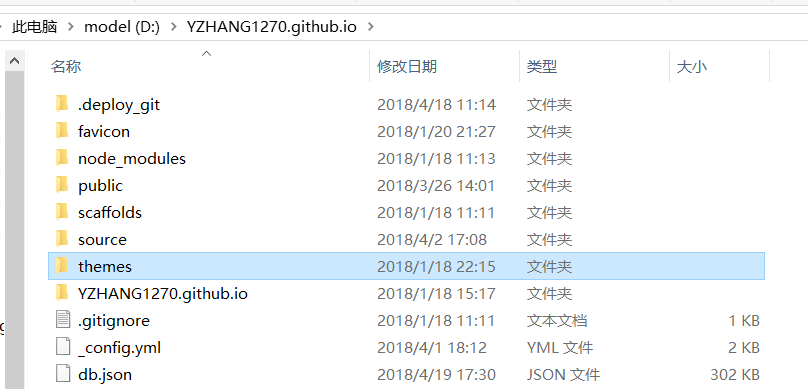 此电脑 › model (D:) › YZHANG1270.github.io ›
名称 修改日期 类型 大小
.deploy_git 2018/4/18 11:14 文件夹
favicon 2018/1/20 21:27 文件夹
node_modules 2018/1/18 11:13 文件夹
public 2018/3/26 14:01 文件夹
scaffolds 2018/1/18 11:11 文件夹
source 2018/4/2 17:08 文件夹
themes 2018/1/18 22:15 文件夹
YZHANG1270.github.io 2018/1/18 15:17 文件夹
.gitignore 2018/1/18 11:11 文本文档 1 KB
_config.yml 2018/4/1 18:12 YML 文件 2 KB
db.json 2018/4/19 17:30 JSON 文件 302 KB